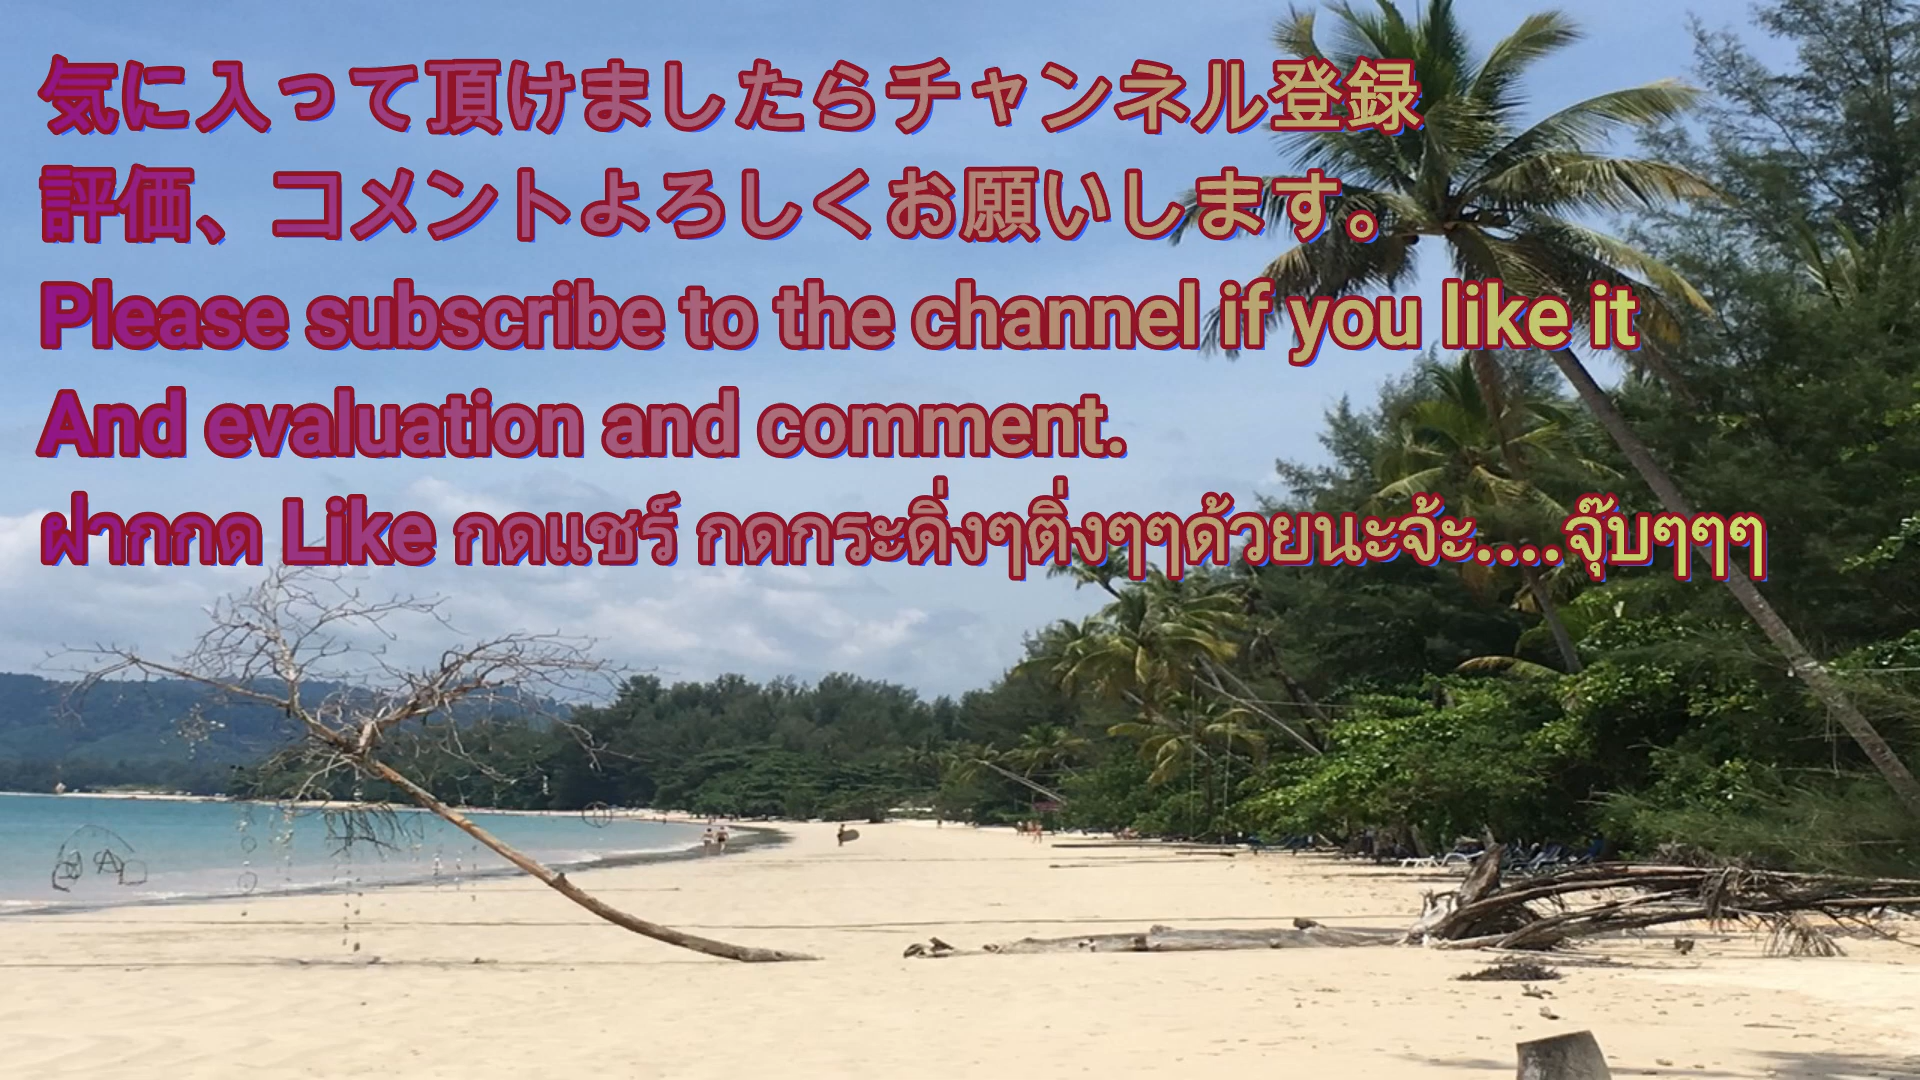 気に入って頂けましたらチャンネル登録
評価、コメントよろしくお願いします。
Please subscribe to the channel if you like it
And evaluation and comment.
ฝากกด Like กดแชร์ กดกระดิ่งๆติ่งๆๆด้วยนะจ้ะ....จุ๊บๆๆๆ